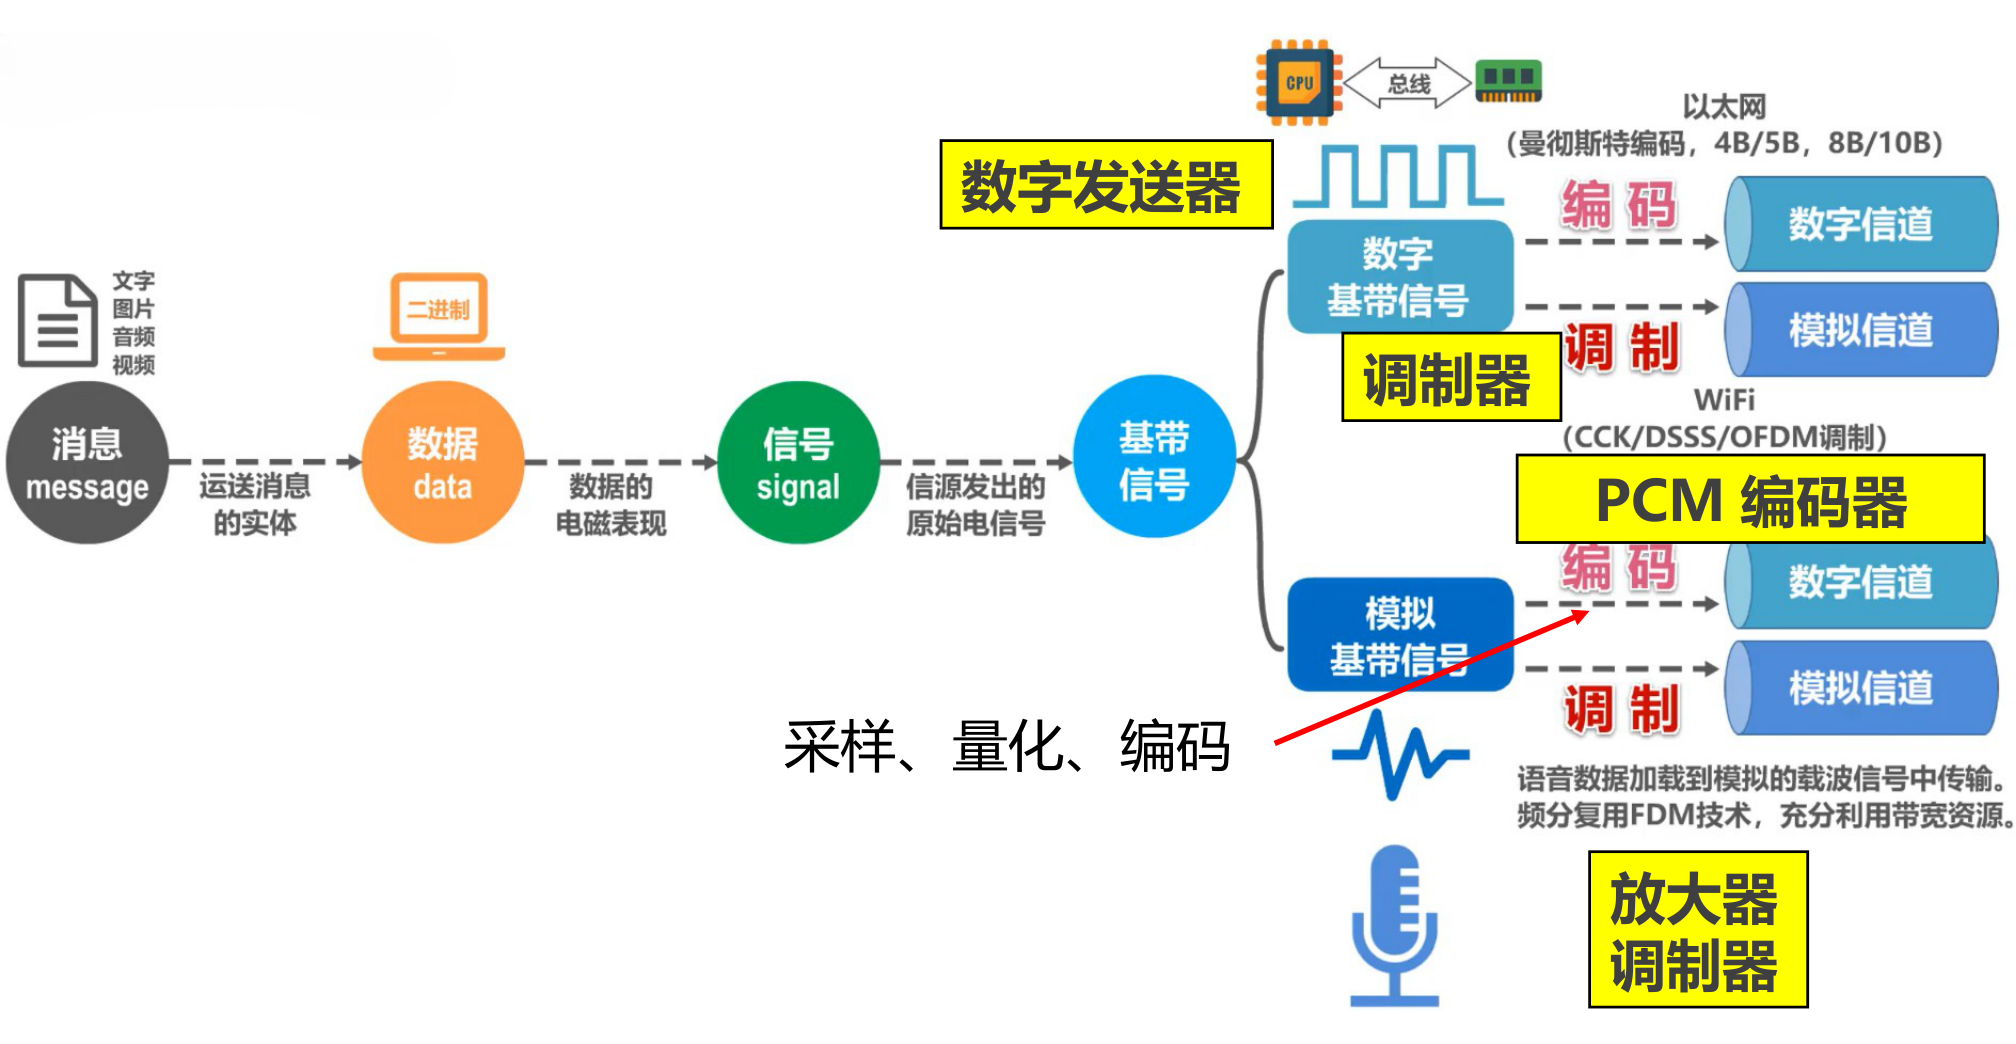 CPU
总线
以太网
(曼彻斯特编码，4B/5B，8B/10B)
数字发送器
编 码
数字信道
数字
基带信号
调 制
模拟信道
调制器
WiFi
(CCK/DSSS/OFDM调制)
文字
图片
音频
视频
二进制
消息
message
运送消息
的实体
数据
data
数据的
电磁表现
信号
signal
信源发出的
原始电信号
基带
信号
PCM 编码器
编 码
数字信道
模拟
基带信号
调 制
模拟信道
采样、量化、编码
语音数据加载到模拟的载波信号中传输。
频分复用FDM技术，充分利用带宽资源。
放大器
调制器